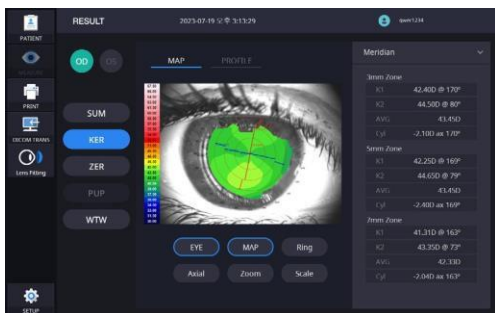 RESULT
2023-07-19 오후 3:13:29
qwer1234
PATIENT
PRINT
DICOM TRANS
Lens Fitting
SETUP
OD
OS
SUM
KER
ZER
PUP
WTW
MAP
PROFILE
EYE
MAP
Ring
Axial
Zoom
Scale
Meridian
3mm Zone
K1 42.40D @ 170°
K2 44.50D @ 80°
AVG 43.45D
Cyl -2.10D ax 170°
5mm Zone
K1 42.25D @ 169°
K2 44.65D @ 79°
AVG 43.45D
Cyl -2.40D ax 169°
7mm Zone
K1 41.31D @ 163°
K2 43.35D @ 73°
AVG 42.33D
Cyl -2.04D ax 163°